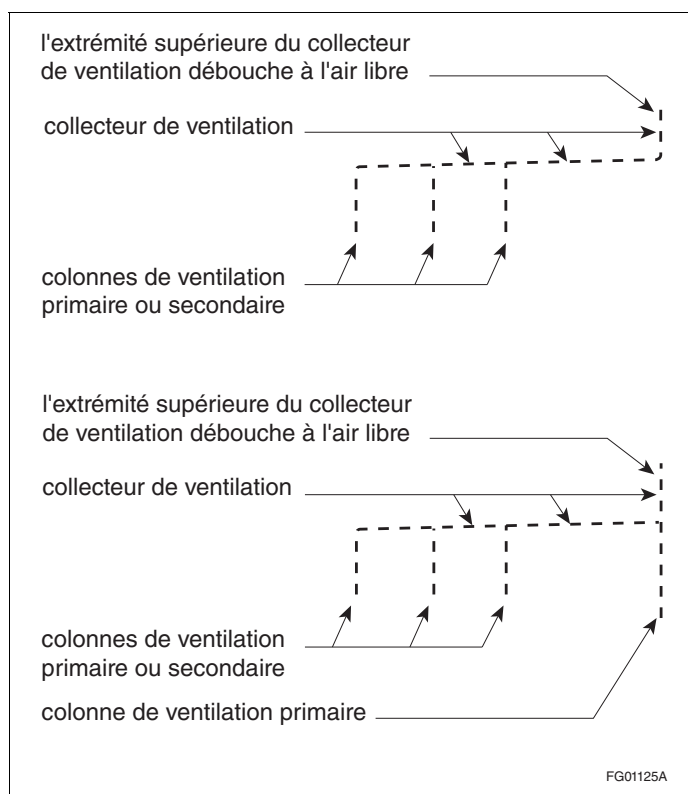 l'extrémité supérieure du collecteur
de ventilation débouche à l'air libre
collecteur de ventilation
colonnes de ventilation
primaire ou secondaire
l'extrémité supérieure du collecteur
de ventilation débouche à l'air libre
collecteur de ventilation
colonnes de ventilation
primaire ou secondaire
colonne de ventilation primaire
FG01125A